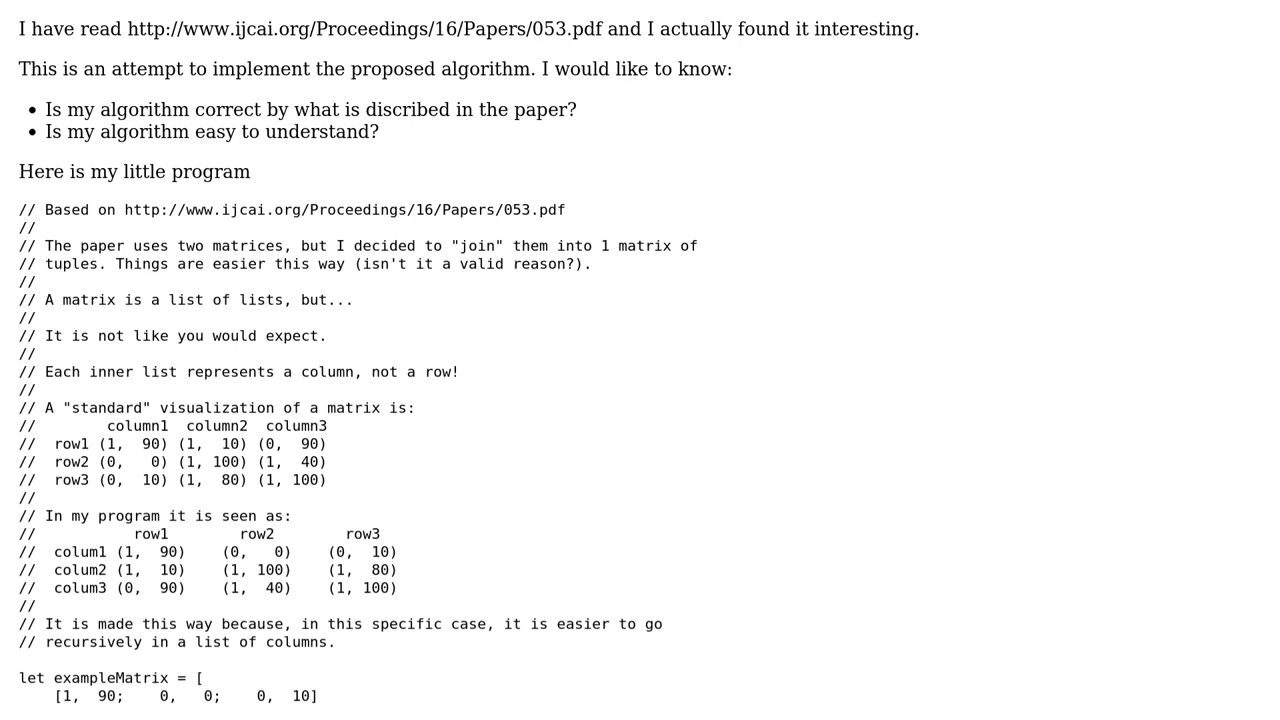 I have read http://www.ijcai.org/Proceedings/16/Papers/053.pdf and I actually found it interesting.
This is an attempt to implement the proposed algorithm. I would like to know:
• Is my algorithm correct by what is discribed in the paper?
• Is my algorithm easy to understand?
Here is my little program
// Based on http://www.ijcai.org/Proceedings/16/Papers/053.pdf
//
// The paper uses two matrices, but I decided to "join" them into 1 matrix of
// tuples. Things are easier this way (isn't it a valid reason?).
//
// A matrix is a list of lists, but...
//
// It is not like you would expect.
//
// Each inner list represents a column, not a row!
//
// A "standard" visualization of a matrix is:
//        column1  column2  column3
//  row1 (1,  90) (1,  10) (0,  90)
//  row2 (0,   0) (1, 100) (1,  40)
//  row3 (0,  10) (1,  80) (1, 100)
//
// In my program it is seen as:
//           row1        row2        row3
//  colum1 (1,  90)    (0,   0)    (0,  10)
//  colum2 (1,  10)    (1, 100)    (1,  80)
//  colum3 (0,  90)    (1,  40)    (1, 100)
//
// It is made this way because, in this specific case, it is easier to go
// recursively in a list of columns.
let exampleMatrix = [
    [1,  90;    0,   0;    0,  10]